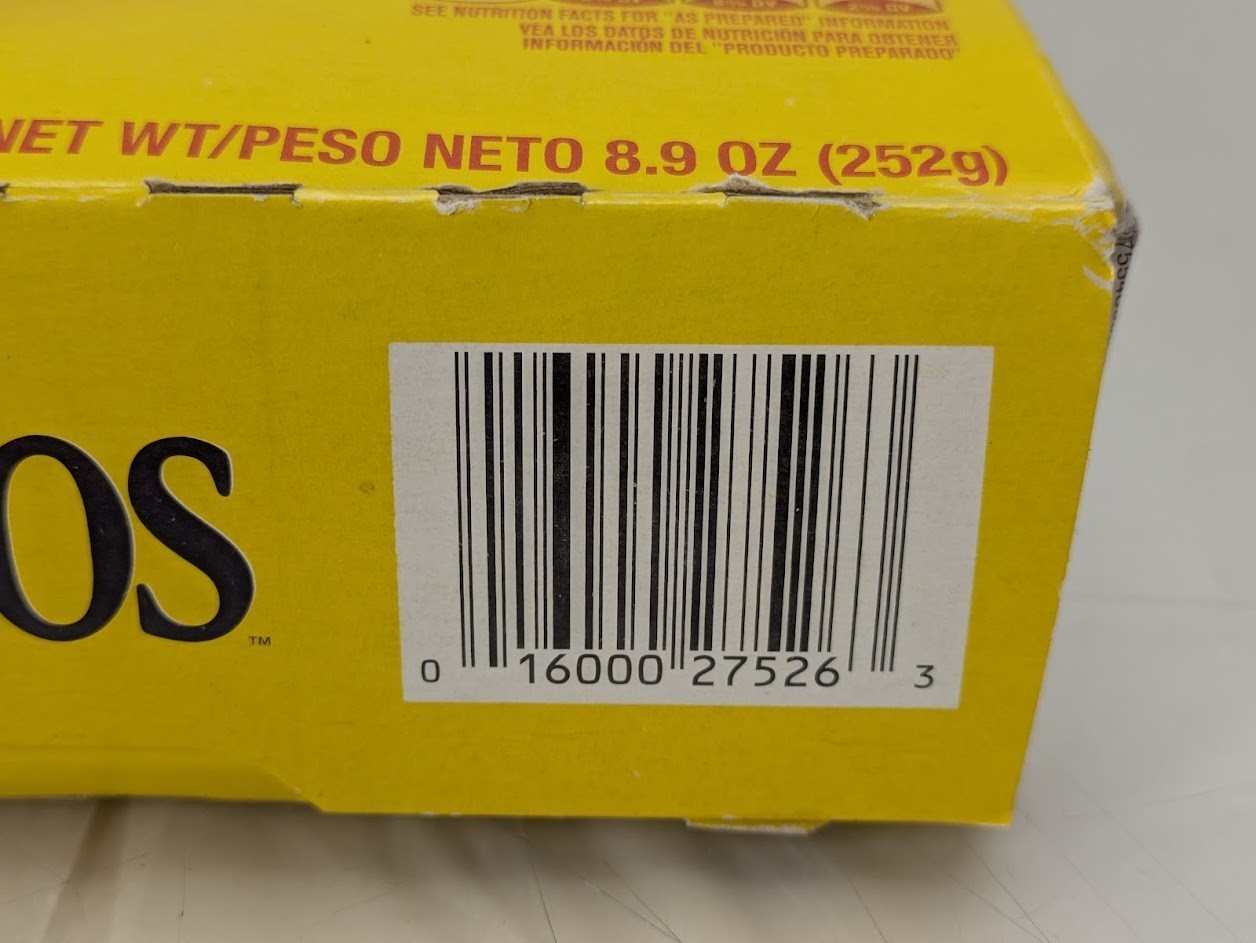 SEE NUTRITION FACTS FOR "AS PREPARED" INFORMATION
VEA LOS DATOS DE NUTRICIÓN PARA OBTENER
INFORMACIÓN DEL "PRODUCTO PREPARADO"
NET WT/PESO NETO 8.9 OZ (252g)
OS™
0 16000 27526 3